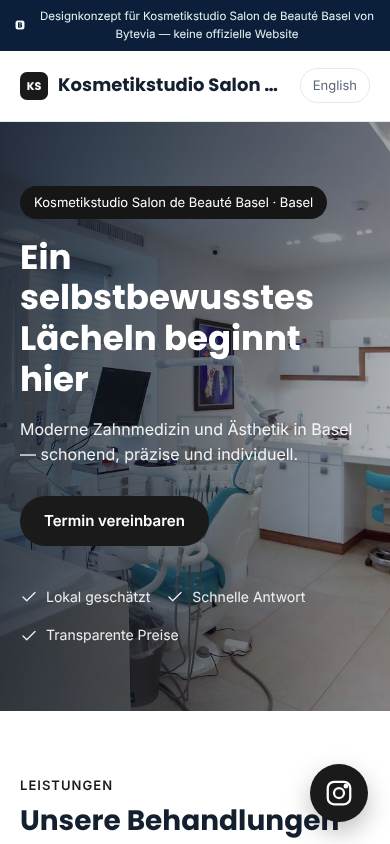 Designkonzept für Kosmetikstudio Salon de Beauté Basel von
Bytevia — keine offizielle Website
KS Kosmetikstudio Salon ... English
Kosmetikstudio Salon de Beauté Basel · Basel
Ein
selbstbewusstes
Lächeln beginnt
hier
Moderne Zahnmedizin und Ästhetik in Basel
— schonend, präzise und individuell.
Termin vereinbaren
Lokal geschätzt Schnelle Antwort
Transparente Preise
LEISTUNGEN
Unsere Behandlungen